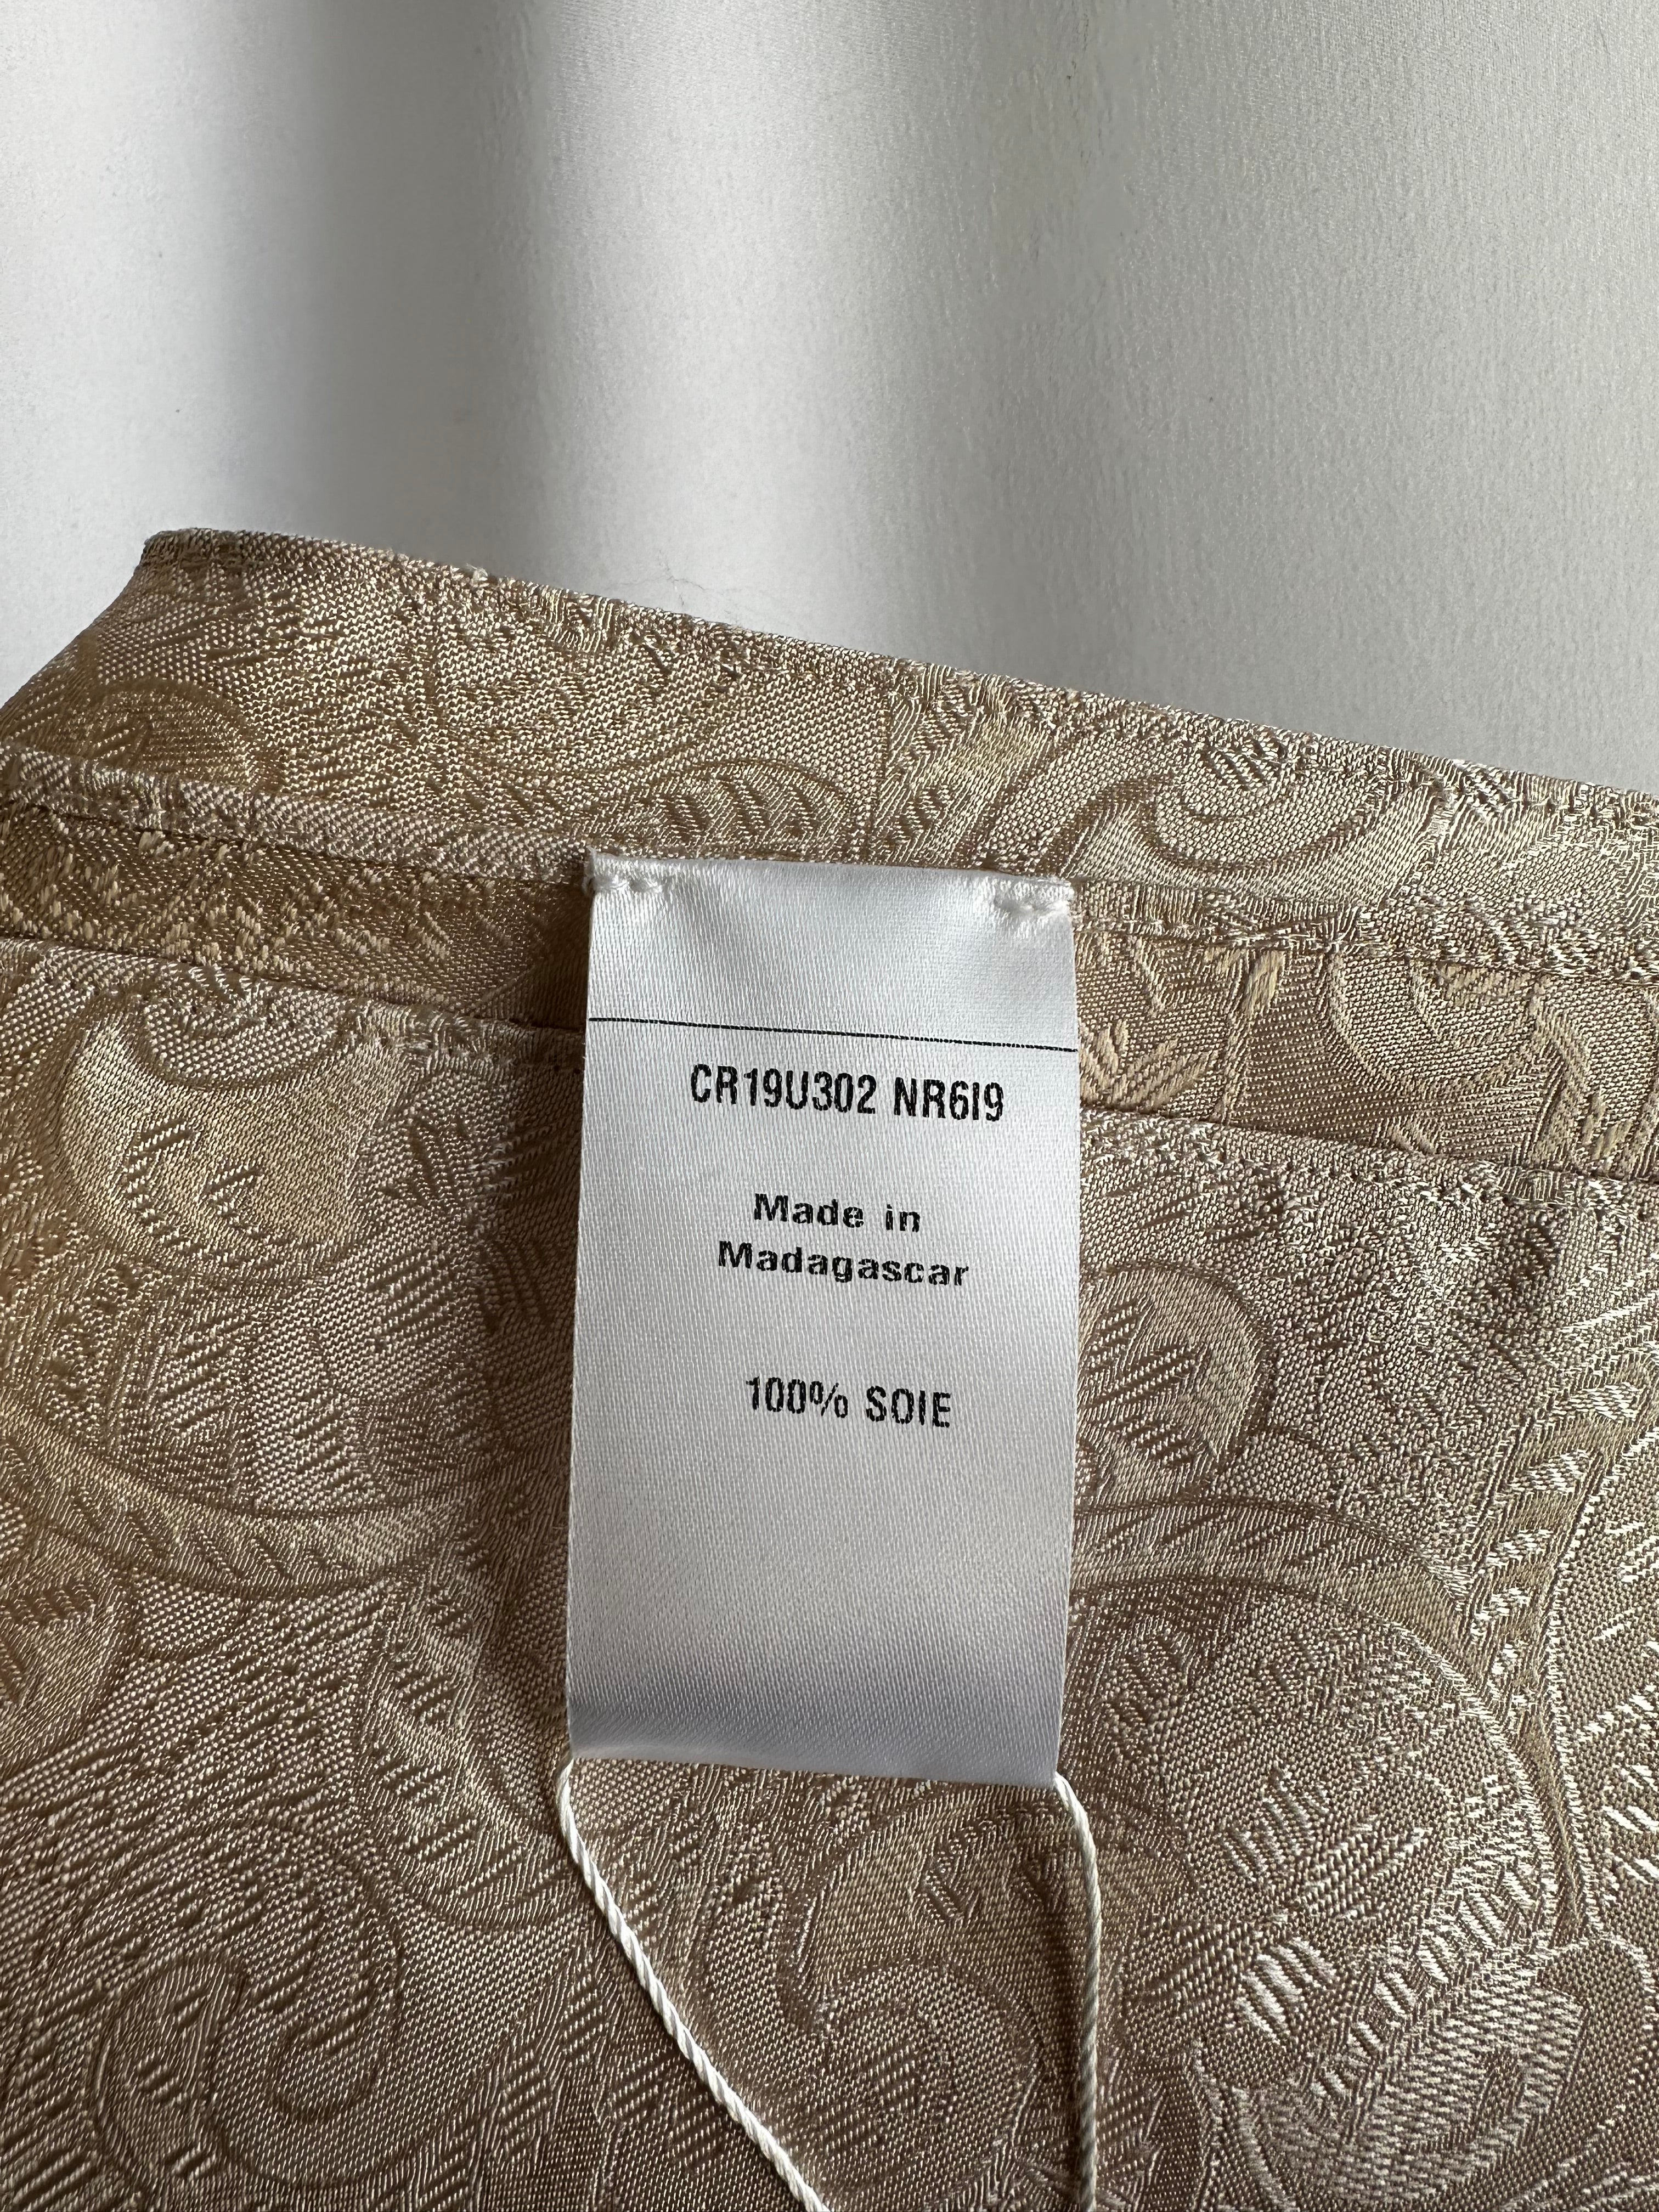 CR19U302 NR6I9
Made in
Madagascar
100% SOIE